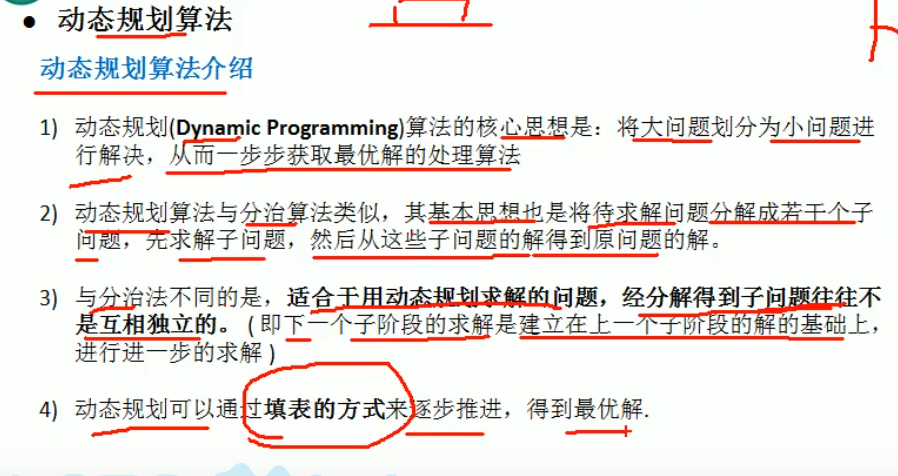 ● 动态规划算法
动态规划算法介绍
1) 动态规划(Dynamic Programming)算法的核心思想是：将大问题划分为小问题进
行解决，从而一步步获取最优解的处理算法
2) 动态规划算法与分治算法类似，其基本思想也是将待求解问题分解成若干个子
问题，先求解子问题，然后从这些子问题的解得到原问题的解。
3) 与分治法不同的是，适合于用动态规划求解的问题，经分解得到子问题往往不
是互相独立的。 ( 即下一个子阶段的求解是建立在上一个子阶段的解的基础上，
进行进一步的求解 )
4) 动态规划可以通过填表的方式来逐步推进，得到最优解.